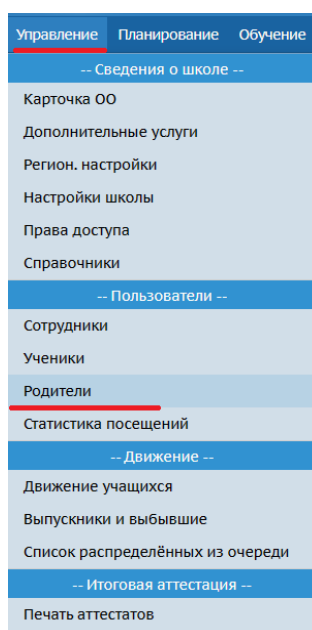 Управление Планирование Обучение
-- Сведения о школе --
Карточка ОО
Дополнительные услуги
Регион. настройки
Настройки школы
Права доступа
Справочники
-- Пользователи --
Сотрудники
Ученики
Родители
Статистика посещений
-- Движение --
Движение учащихся
Выпускники и выбывшие
Список распределённых из очереди
-- Итоговая аттестация --
Печать аттестатов